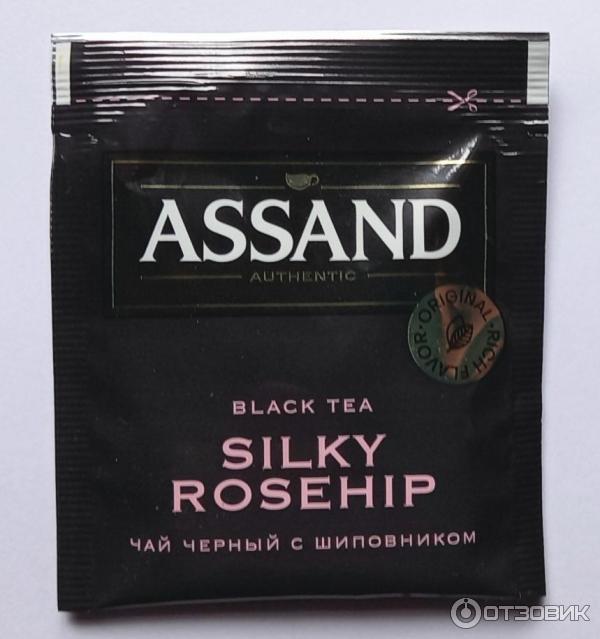 ASSAND
AUTHENTIC
ORIGINAL · RICH FLAVOR ·
BLACK TEA
SILKY
ROSEHIP
ЧАЙ ЧЕРНЫЙ С ШИПОВНИКОМ
ОТЗОВИК